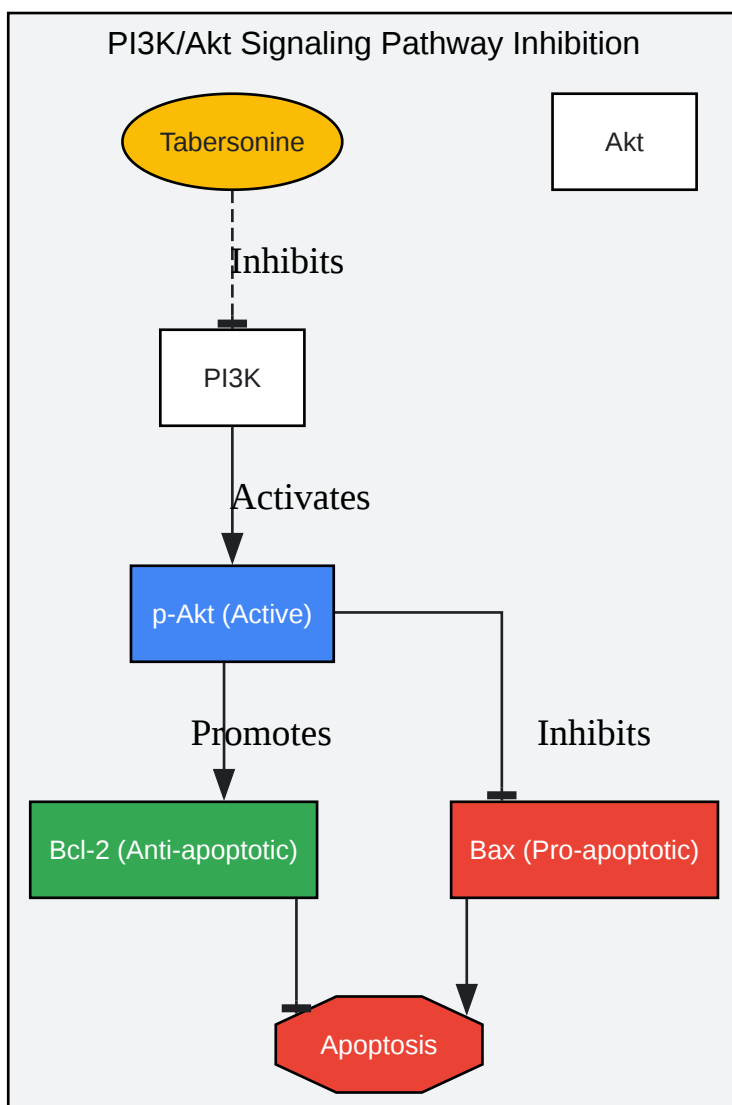 PI3K/Akt Signaling Pathway Inhibition
Tabersonine
Akt
Inhibits
PI3K
Activates
p-Akt (Active)
Promotes
Inhibits
Bcl-2 (Anti-apoptotic)
Bax (Pro-apoptotic)
Apoptosis